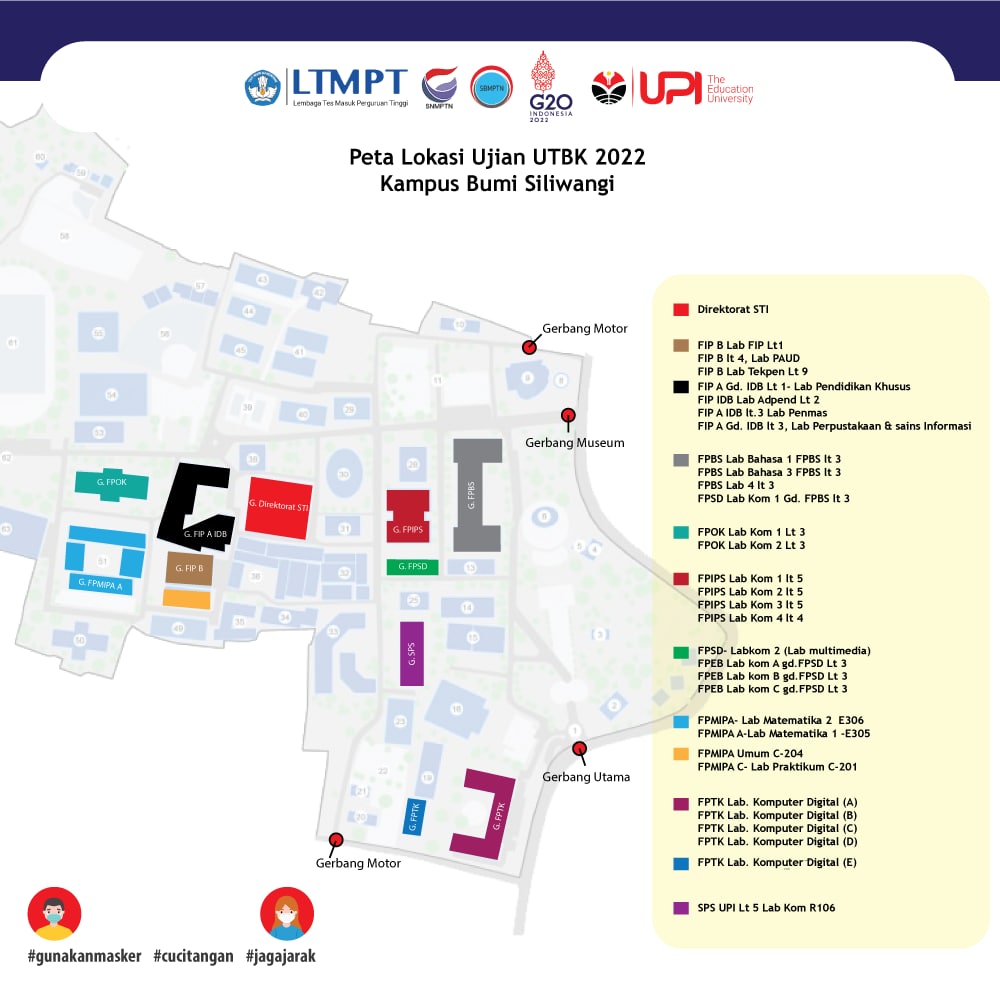 LTMPT
Lembaga Tes Masuk Perguruan Tinggi
SNMPTN
SBMPTN
G20
INDONESIA
2022
UPI
The
Education
University
Peta Lokasi Ujian UTBK 2022
Kampus Bumi Siliwangi
60
59
58
57
43
42
44
45
41
56
55
61
54
53
39
40
29
10
11
9
8
Gerbang Motor
Gerbang Museum
G. FPOK
38
G. Direktorat STI
G. FIP A IDB
30
28
31
G. FPIPS
G. FPBS
6
5
4
51
G. FPMIPA A
G. FIP B
36
32
G. FPSD
13
25
14
15
3
49
50
35
34
33
G. SPS
23
18
2
1
Gerbang Utama
22
21
20
19
G. FPTK
G. FPTK
Gerbang Motor
Direktorat STI
FIP B Lab FIP Lt1
FIP B lt 4, Lab PAUD
FIP B Lab Tekpen Lt 9
FIP A Gd. IDB Lt 1- Lab Pendidikan Khusus
FIP IDB Lab Adpend Lt 2
FIP A IDB lt.3 Lab Penmas
FIP A Gd. IDB lt 3, Lab Perpustakaan & sains Informasi
FPBS Lab Bahasa 1 FPBS lt 3
FPBS Lab Bahasa 3 FPBS lt 3
FPBS Lab 4 lt 3
FPSD Lab Kom 1 Gd. FPBS lt 3
FPOK Lab Kom 1 Lt 3
FPOK Lab Kom 2 Lt 3
FPIPS Lab Kom 1 lt 5
FPIPS Lab Kom 2 lt 5
FPIPS Lab Kom 3 lt 5
FPIPS Lab Kom 4 lt 4
FPSD- Labkom 2 (Lab multimedia)
FPEB Lab kom A gd.FPSD Lt 3
FPEB Lab kom B gd.FPSD Lt 3
FPEB Lab kom C gd.FPSD Lt 3
FPMIPA- Lab Matematika 2 E306
FPMIPA A-Lab Matematika 1 -E305
FPMIPA Umum C-204
FPMIPA C- Lab Praktikum C-201
FPTK Lab. Komputer Digital (A)
FPTK Lab. Komputer Digital (B)
FPTK Lab. Komputer Digital (C)
FPTK Lab. Komputer Digital (D)
FPTK Lab. Komputer Digital (E)
SPS UPI Lt 5 Lab Kom R106
#gunakanmasker #cucitangan #jagajarak